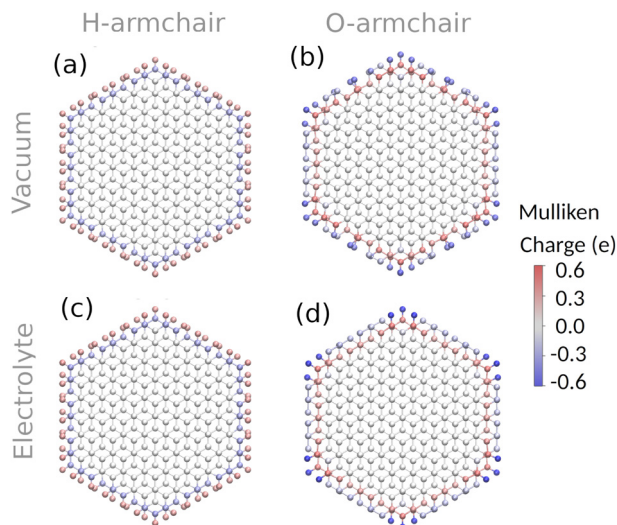 H-armchair O-armchair
(a) (b)
Vacuum
Mulliken
Charge (e)
0.6
0.3
0.0
-0.3
-0.6
(c) (d)
Electrolyte